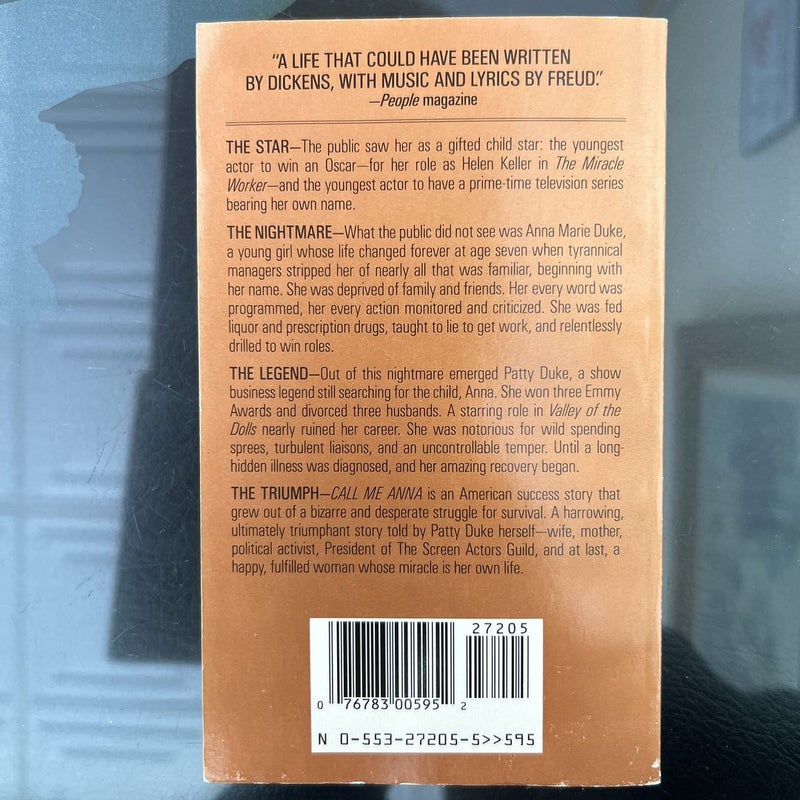 "A LIFE THAT COULD HAVE BEEN WRITTEN
BY DICKENS, WITH MUSIC AND LYRICS BY FREUD."
—People magazine
THE STAR—The public saw her as a gifted child star: the youngest
actor to win an Oscar—for her role as Helen Keller in The Miracle
Worker—and the youngest actor to have a prime-time television series
bearing her own name.
THE NIGHTMARE—What the public did not see was Anna Marie Duke,
a young girl whose life changed forever at age seven when tyrannical
managers stripped her of nearly all that was familiar, beginning with
her name. She was deprived of family and friends. Her every word was
programmed, her every action monitored and criticized. She was fed
liquor and prescription drugs, taught to lie to get work, and relentlessly
drilled to win roles.
THE LEGEND—Out of this nightmare emerged Patty Duke, a show
business legend still searching for the child, Anna. She won three Emmy
Awards and divorced three husbands. A starring role in Valley of the
Dolls nearly ruined her career. She was notorious for wild spending
sprees, turbulent liaisons, and an uncontrollable temper. Until a long-
hidden illness was diagnosed, and her amazing recovery began.
THE TRIUMPH—CALL ME ANNA is an American success story that
grew out of a bizarre and desperate struggle for survival. A harrowing,
ultimately triumphant story told by Patty Duke herself—wife, mother,
political activist, President of The Screen Actors Guild, and at last, a
happy, fulfilled woman whose miracle is her own life.
27205
0 76783 00595 2
N 0-553-27205-5>>595